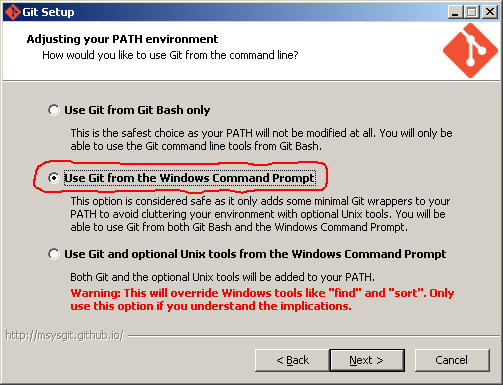 Git Setup
Adjusting your PATH environment
How would you like to use Git from the command line?
Use Git from Git Bash only
This is the safest choice as your PATH will not be modified at all. You will only be
able to use the Git command line tools from Git Bash.
Use Git from the Windows Command Prompt
This option is considered safe as it only adds some minimal Git wrappers to your
PATH to avoid cluttering your environment with optional Unix tools. You will be
able to use Git from both Git Bash and the Windows Command Prompt.
Use Git and optional Unix tools from the Windows Command Prompt
Both Git and the optional Unix tools will be added to your PATH.
Warning: This will override Windows tools like "find" and "sort". Only
use this option if you understand the implications.
http://msysgit.github.io/
< Back Next > Cancel